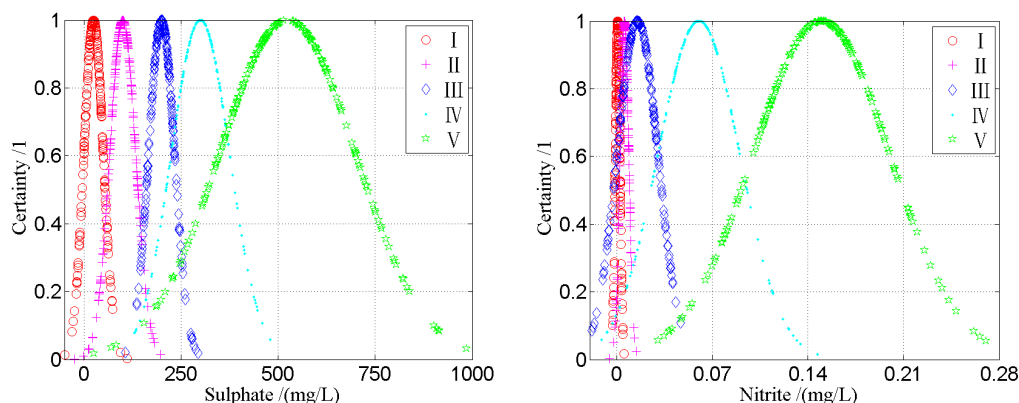 Certainty /1
1
0.8
0.6
0.4
0.2
0
0 250 500 750 1000
Sulphate /(mg/L)
I
II
III
IV
V
Certainty /1
1
0.8
0.6
0.4
0.2
0
0 0.07 0.14 0.21 0.28
Nitrite /(mg/L)
I
II
III
IV
V